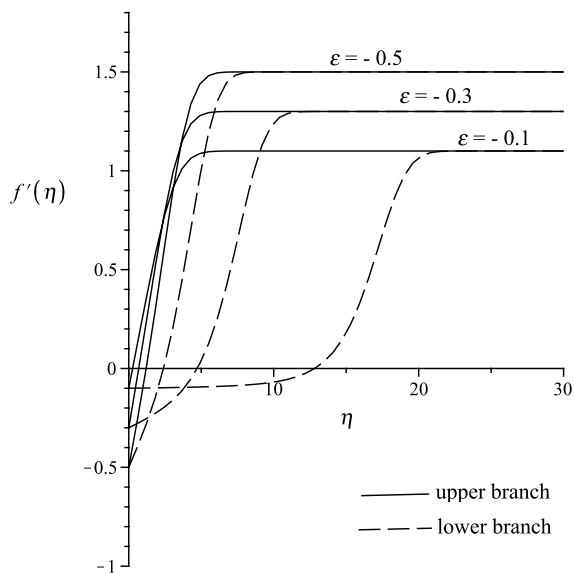 1.5
ε = - 0.5
ε = - 0.3
ε = - 0.1
1
f ′(η)
0.5
0
10
20
30
η
−0.5
upper branch
lower branch
−1